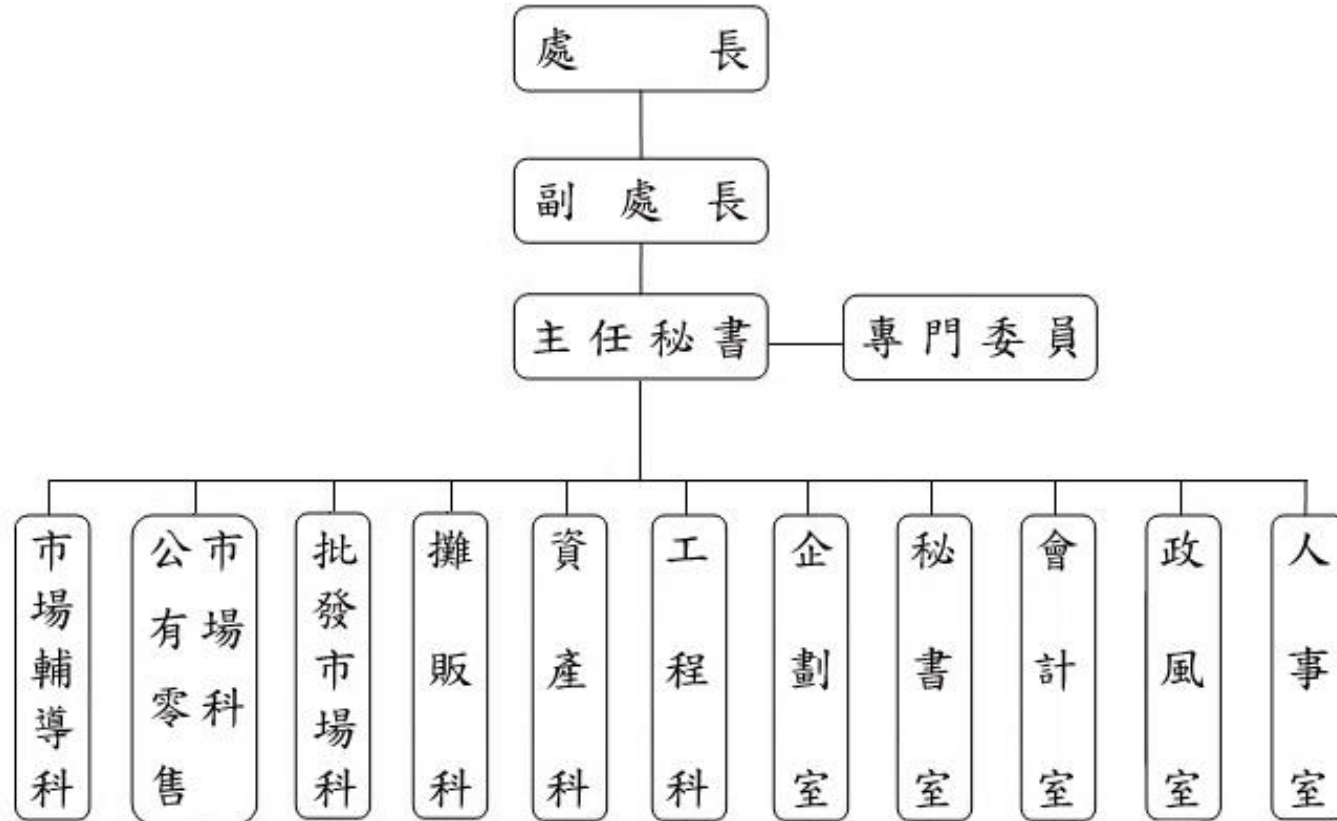 處長
副處長
主任秘書
專門委員
市場輔導科
公有零售
市場科
批發市場科
攤販科
資產科
工程科
企劃室
秘書室
會計室
政風室
人事室